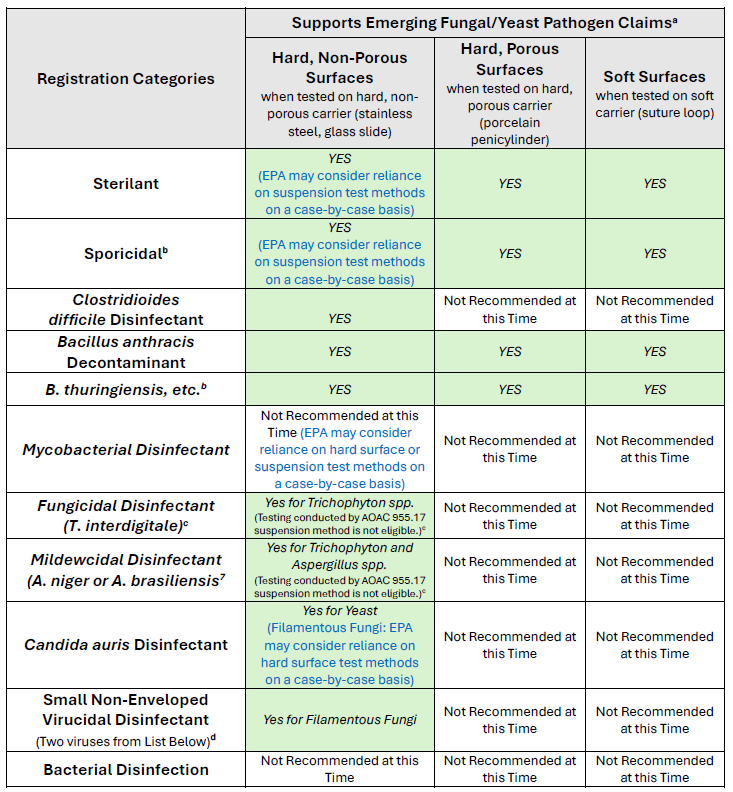 Registration Categories
Supports Emerging Fungal/Yeast Pathogen Claimsᵃ
Hard, Non-Porous
Surfaces
when tested on hard, non-
porous carrier (stainless
steel, glass slide)
Hard, Porous
Surfaces
when tested on hard,
porous carrier
(porcelain
penicylinder)
Soft Surfaces
when tested on soft
carrier (suture loop)
Sterilant
YES
(EPA may consider reliance
on suspension test methods
on a case-by-case basis)
YES
YES
Sporicidalᵇ
YES
(EPA may consider reliance
on suspension test methods
on a case-by-case basis)
YES
YES
Clostridioides
difficile Disinfectant
YES
Not Recommended at
this Time
Not Recommended
at this Time
Bacillus anthracis
Decontaminant
YES
YES
YES
B. thuringiensis, etc.ᵇ
YES
YES
YES
Mycobacterial Disinfectant
Not Recommended at this
Time (EPA may consider
reliance on hard surface or
suspension test methods on
a case-by-case basis)
Not Recommended at
this Time
Not Recommended
at this Time
Fungicidal Disinfectant
(T. interdigitale)ᶜ
Yes for Trichophyton spp.
(Testing conducted by AOAC 955.17
suspension method is not eligible.)ᶜ
Not Recommended at
this Time
Not Recommended
at this Time
Mildewcidal Disinfectant
(A. niger or A. brasiliensis⁷
Yes for Trichophyton and
Aspergillus spp.
(Testing conducted by AOAC 955.17
suspension method is not eligible.)ᶜ
Not Recommended at
this Time
Not Recommended
at this Time
Candida auris Disinfectant
Yes for Yeast
(Filamentous Fungi: EPA
may consider reliance on
hard surface test methods
on a case-by-case basis)
Not Recommended at
this Time
Not Recommended
at this Time
Small Non-Enveloped
Virucidal Disinfectant
(Two viruses from List Below)ᵈ
Yes for Filamentous Fungi
Not Recommended at
this Time
Not Recommended
at this Time
Bacterial Disinfection
Not Recommended at this
Time
Not Recommended at
this Time
Not Recommended
at this Time